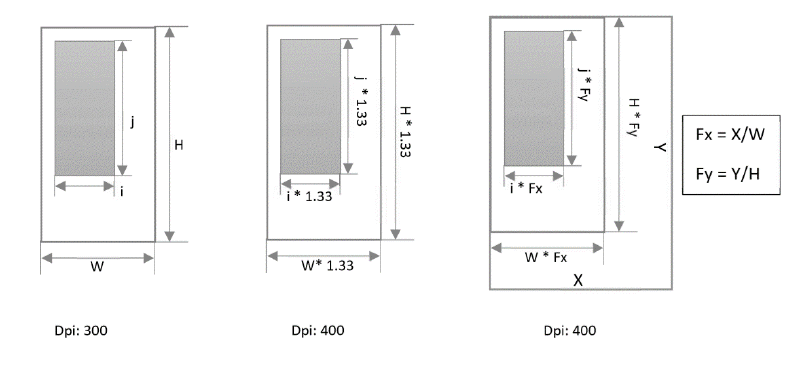 j
H
i
W
Dpi: 300
j * 1.33
H * 1.33
i * 1.33
W* 1.33
Dpi: 400
j * Fy
H * Fy
Y
i * Fx
W * Fx
X
Dpi: 400
Fx = X/W
Fy = Y/H